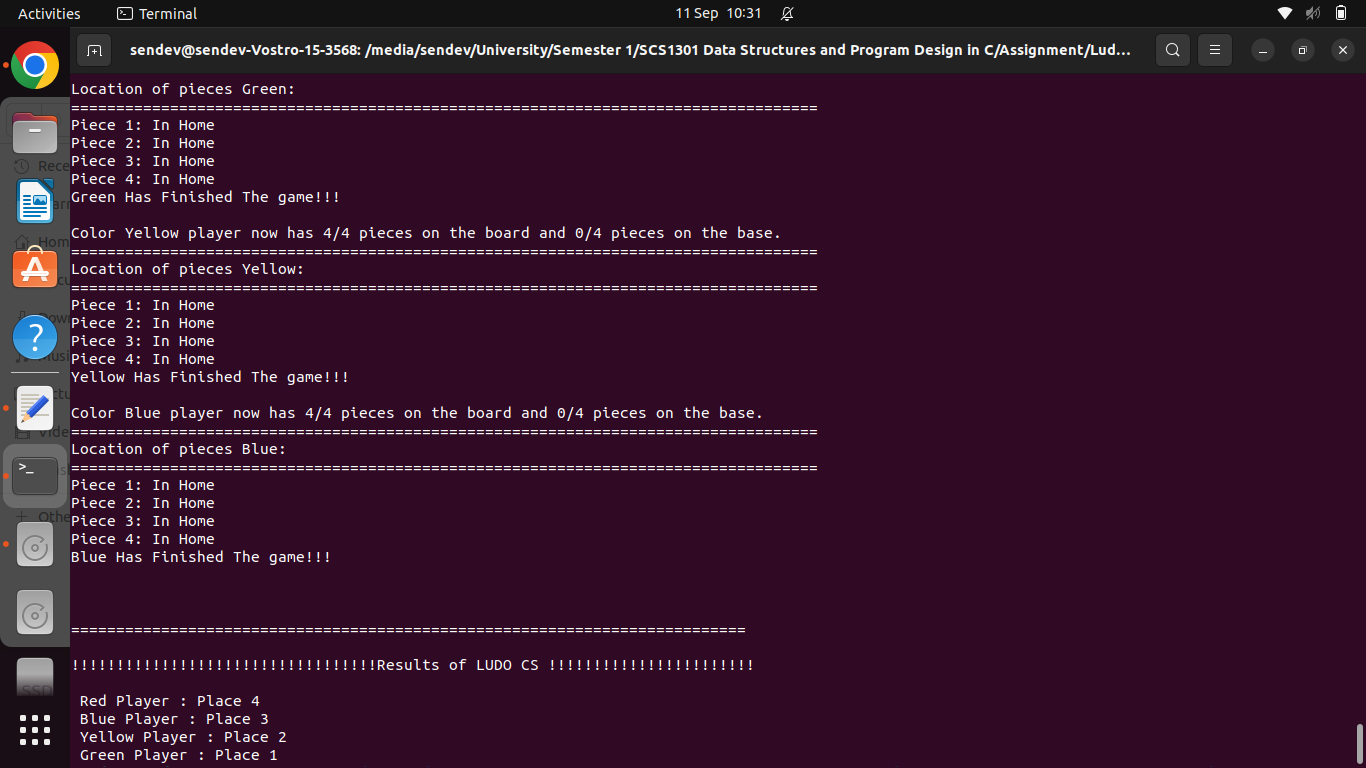 Activities
Terminal
11 Sep 10:31
sendev@sendev-Vostro-15-3568: /media/sendev/University/Semester 1/SCS1301 Data Structures and Program Design in C/Assignment/Lud...
Location of pieces Green:
===================================================================================
Piece 1: In Home
Piece 2: In Home
Piece 3: In Home
Piece 4: In Home
Green Has Finished The game!!!
Color Yellow player now has 4/4 pieces on the board and 0/4 pieces on the base.
===================================================================================
Location of pieces Yellow:
===================================================================================
Piece 1: In Home
Piece 2: In Home
Piece 3: In Home
Piece 4: In Home
Yellow Has Finished The game!!!
Color Blue player now has 4/4 pieces on the board and 0/4 pieces on the base.
===================================================================================
Location of pieces Blue:
===================================================================================
Piece 1: In Home
Piece 2: In Home
Piece 3: In Home
Piece 4: In Home
Blue Has Finished The game!!!
===========================================================================
!!!!!!!!!!!!!!!!!!!!!!!!!!!!!!!!!!Results of LUDO CS !!!!!!!!!!!!!!!!!!!!!!!
Red Player : Place 4
Blue Player : Place 3
Yellow Player : Place 2
Green Player : Place 1
Rece
Hom
Dow
Musi
Vide
Othe
SSD